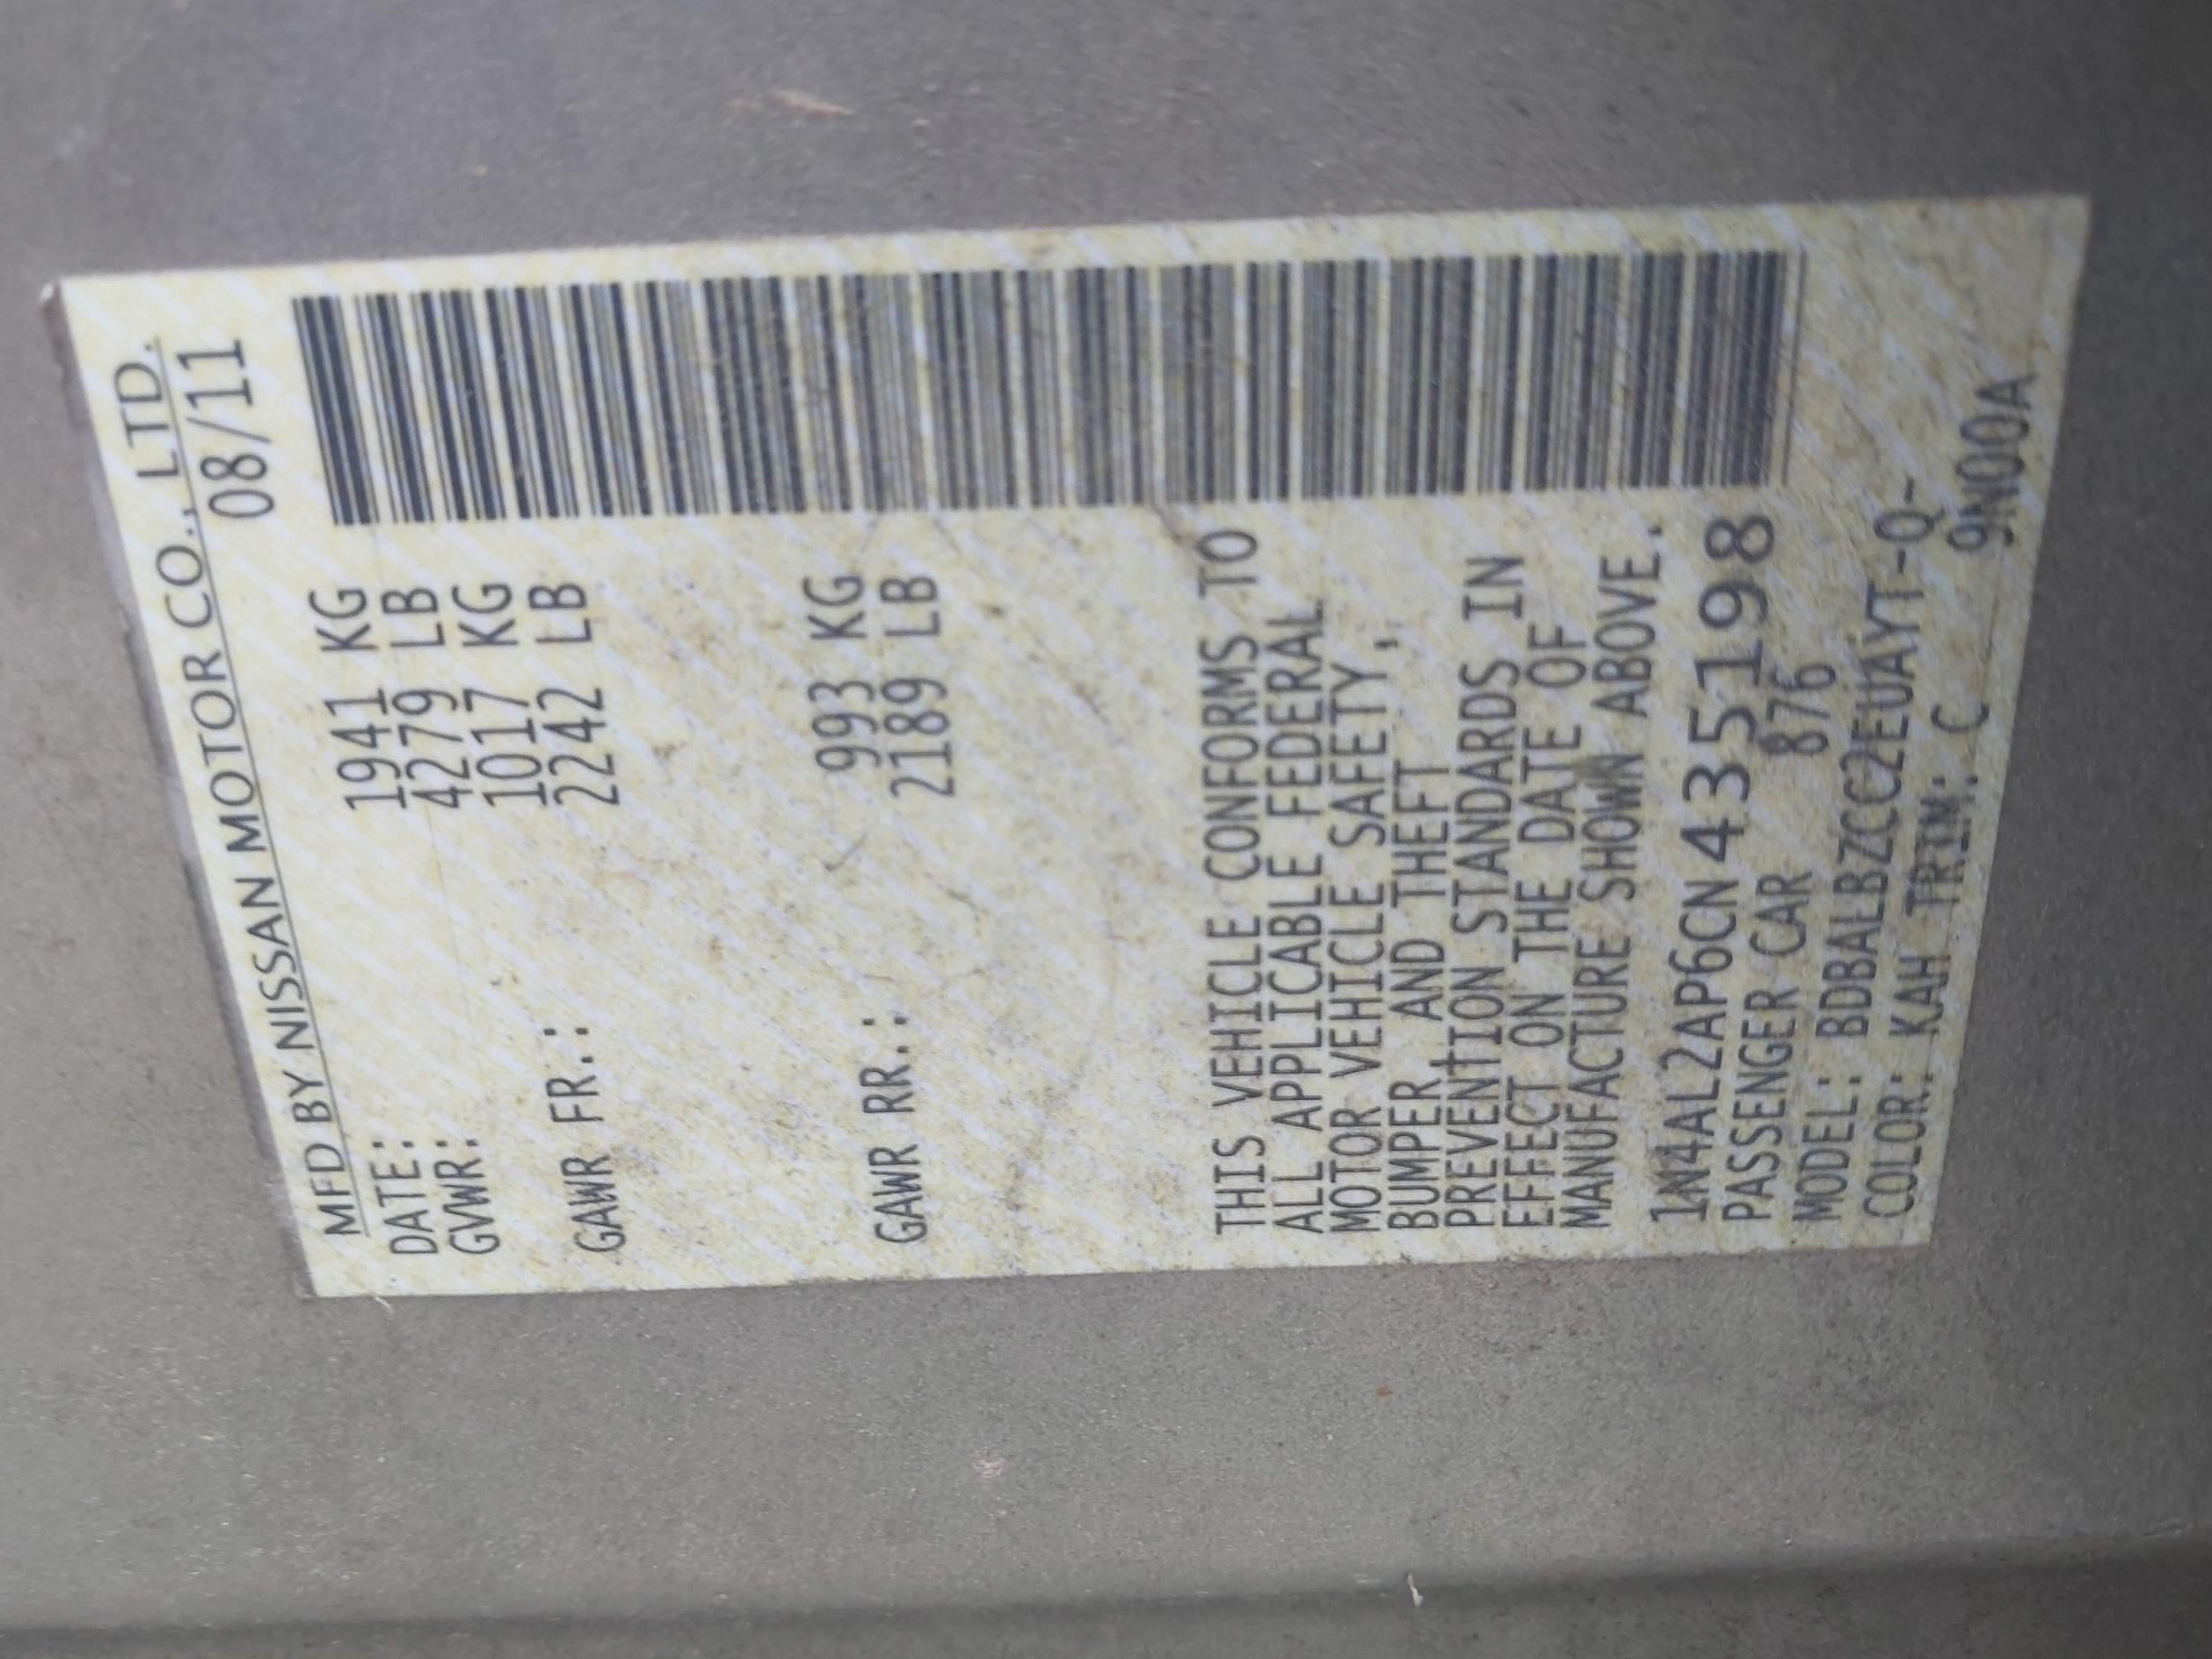 MFD BY NISSAN MOTOR CO., LTD.
DATE: 08/11
GVWR: 1941 KG
4279 LB
GAWR FR.: 1017 KG
2242 LB
GAWR RR.: 993 KG
2189 LB
THIS VEHICLE CONFORMS TO
ALL APPLICABLE FEDERAL
MOTOR VEHICLE SAFETY,
BUMPER, AND THEFT
PREVENTION STANDARDS IN
EFFECT ON THE DATE OF
MANUFACTURE SHOWN ABOVE.
1N4AL2AP6CN435198
PASSENGER CAR 876
MODEL: BDBALBZCC2EUAYT-Q-
COLOR: KAH TRIM: C 9N00A